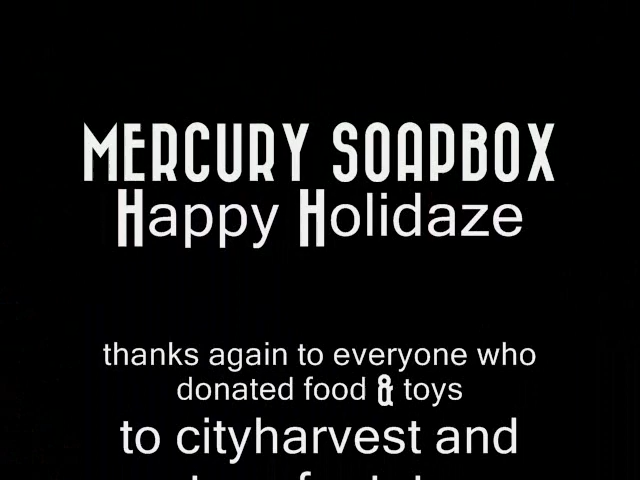 MERCURY SOAPBOX
Happy Holidaze
thanks again to everyone who
donated food & toys
to cityharvest and